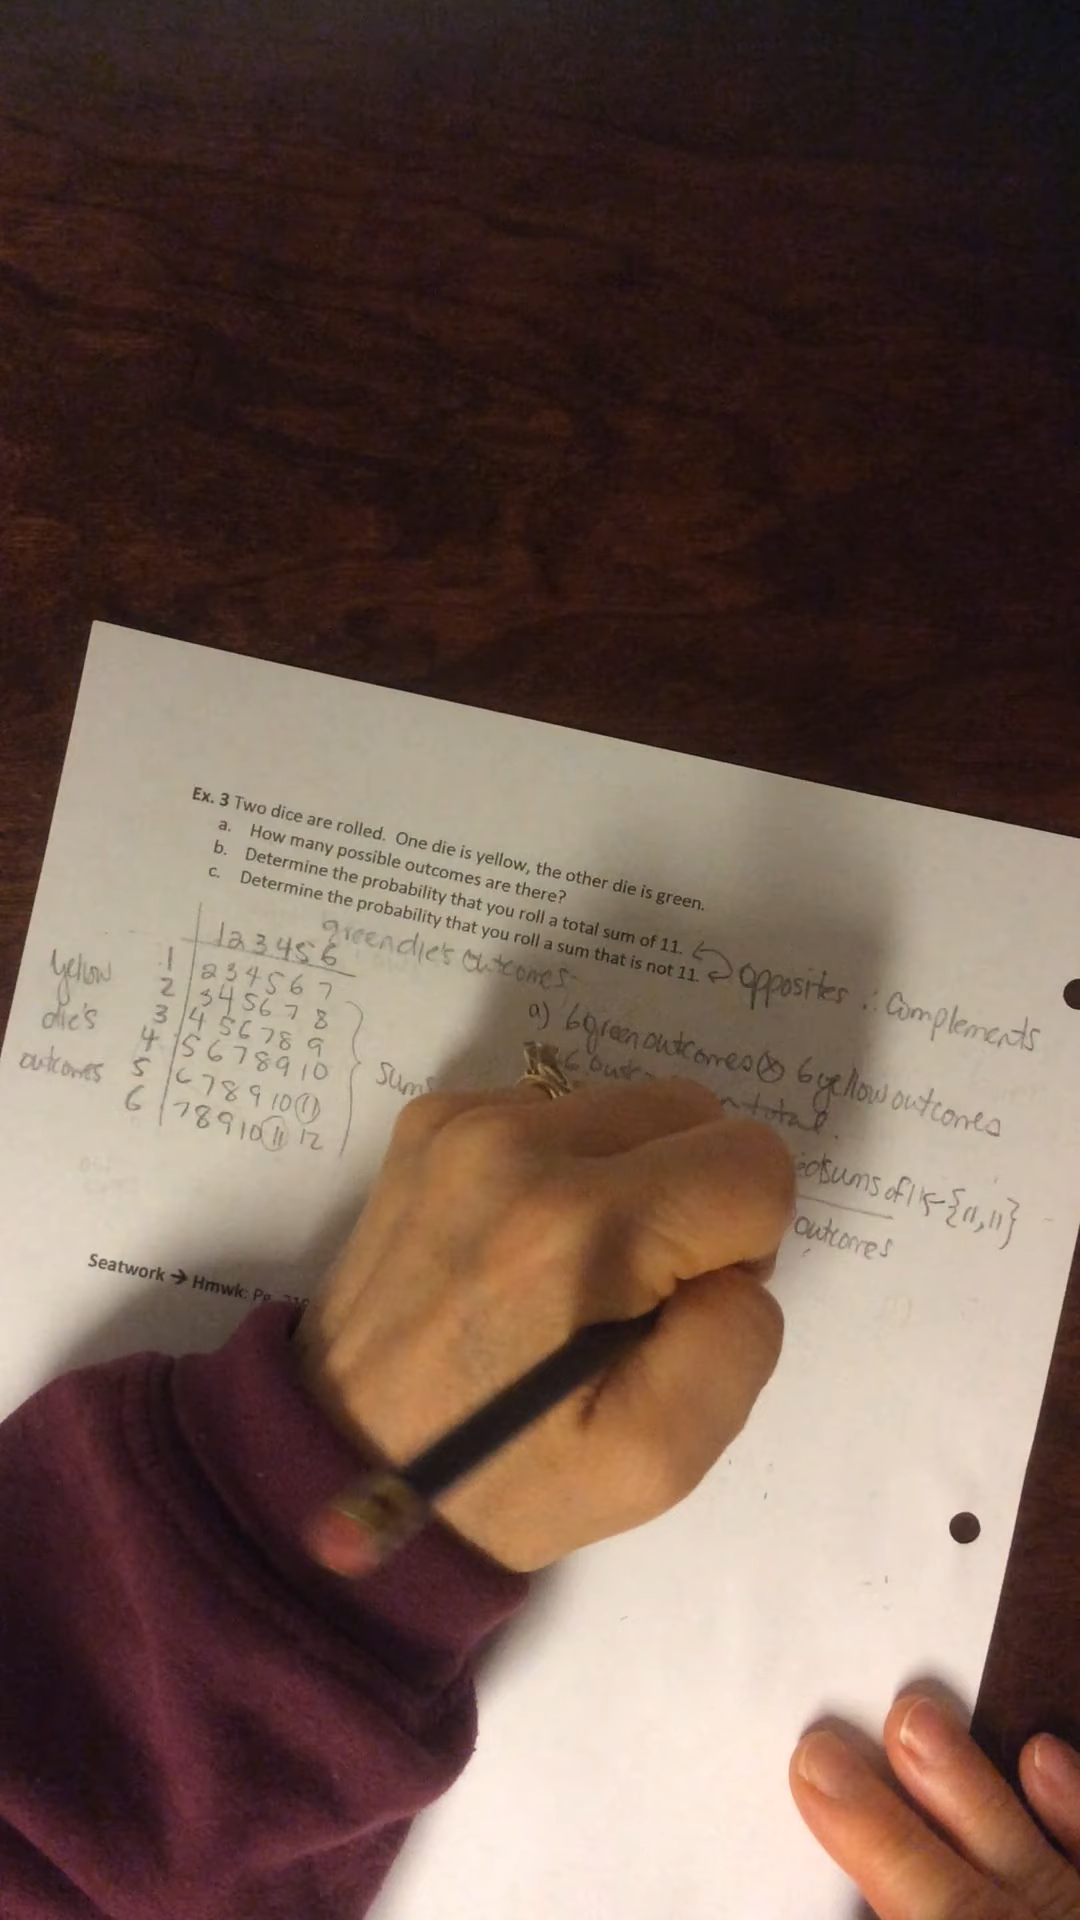 Ex. 3 Two dice are rolled. One die is yellow, the other die is green.
a. How many possible outcomes are there?
b. Determine the probability that you roll a total sum of 11.
c. Determine the probability that you roll a sum that is not 11.
opposites ∴ complements
green die's outcomes
1 2 3 4 5 6
yellow die's outcomes
1 2 3 4 5 6 7
2 3 4 5 6 7 8
3 4 5 6 7 8 9
4 5 6 7 8 9 10
5 6 7 8 9 10 11
6 7 8 9 10 11 12
sums
a) 6 green outcomes ⊗ 6 yellow outcomes
total.
sums of 11 ← {11, 11}
outcomes
Seatwork → Hmwk: Pg.